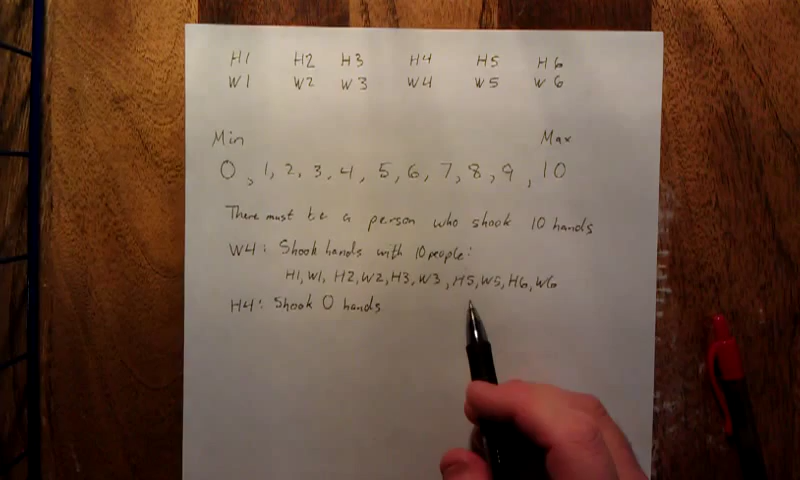 H1 H2 H3 H4 H5 H6
W1 W2 W3 W4 W5 W6
Min Max
0, 1, 2, 3, 4, 5, 6, 7, 8, 9, 10
There must be a person who shook 10 hands
W4: Shook hands with 10 people:
H1, W1, H2, W2, H3, W3, H5, W5, H6, W6
H4: Shook 0 hands